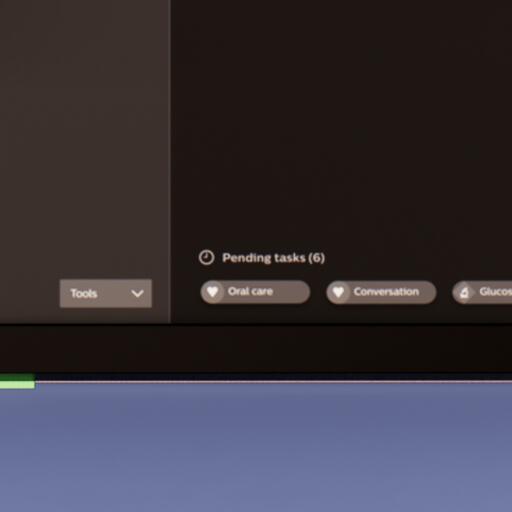 Pending tasks (6)
Tools
Oral care
Conversation
Glucos